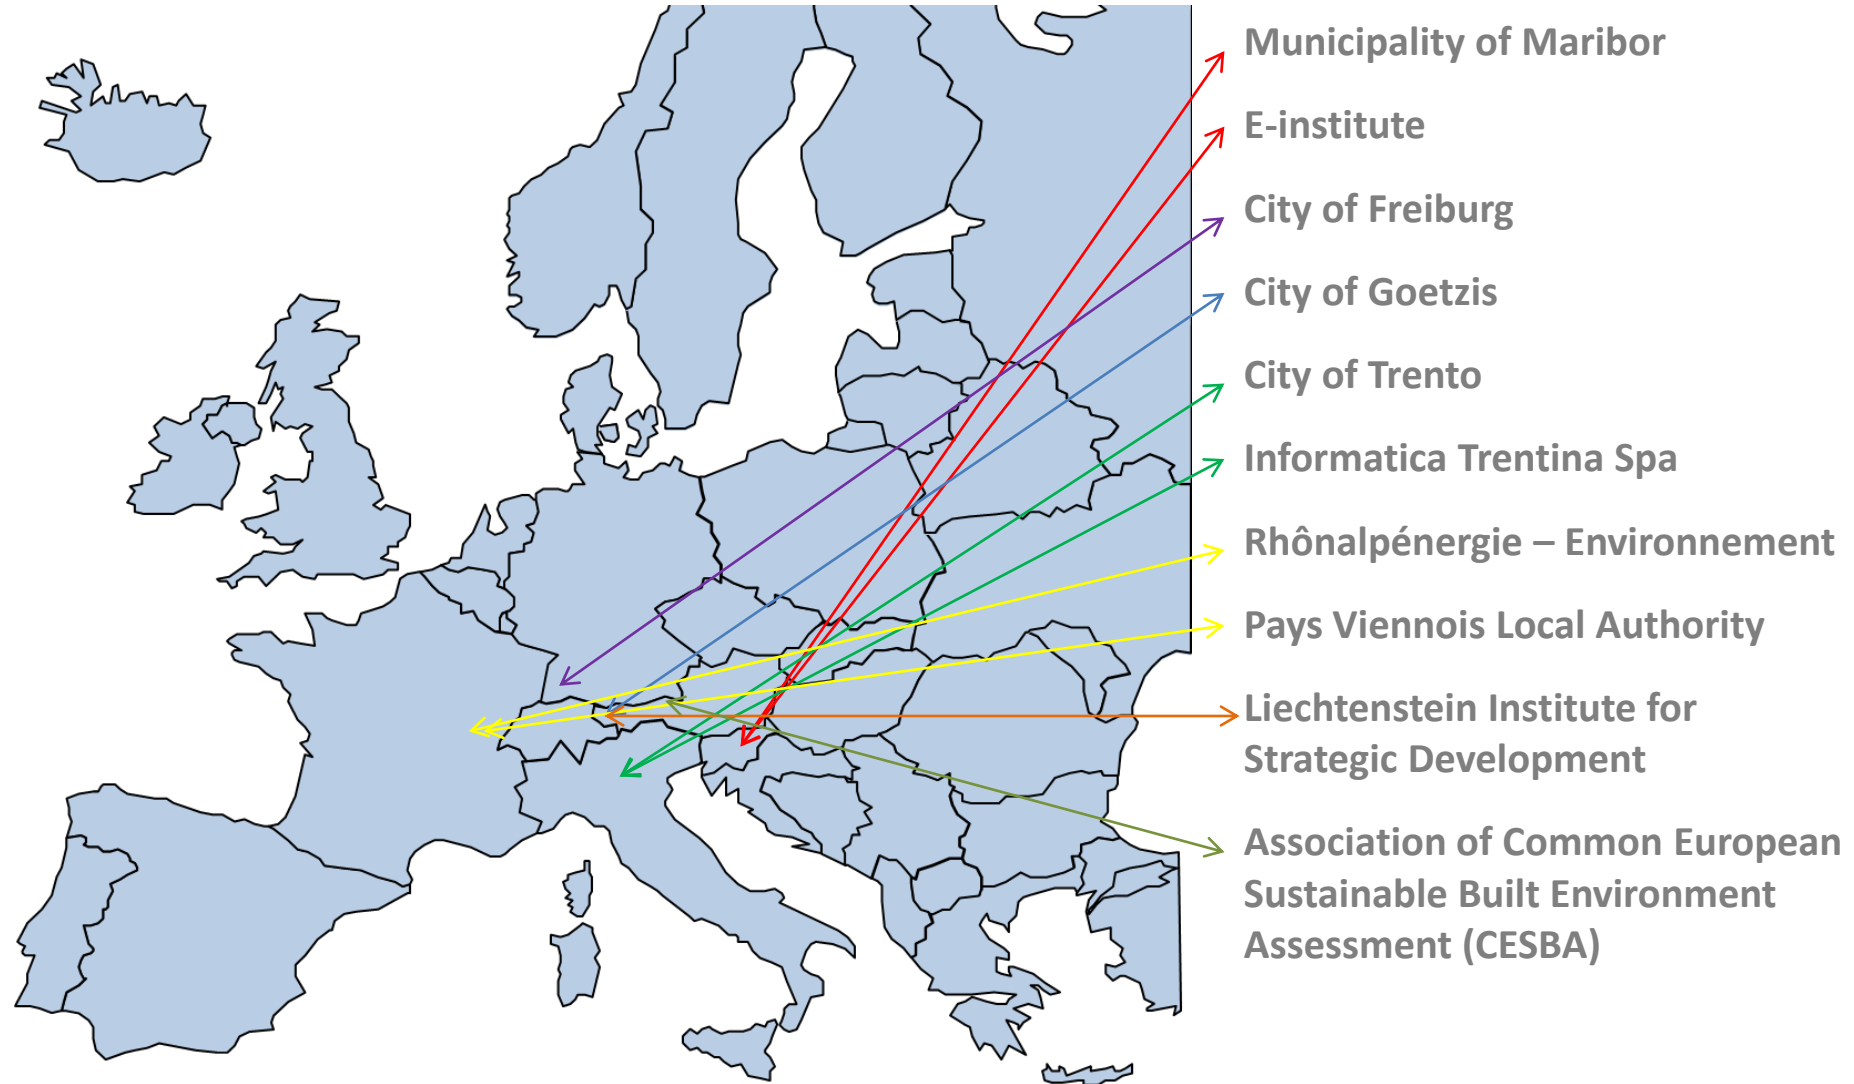 Municipality of Maribor
E-institute
City of Freiburg
City of Goetzis
City of Trento
Informatica Trentina Spa
Rhônalpénergie – Environnement
Pays Viennois Local Authority
Liechtenstein Institute for
Strategic Development
Association of Common European
Sustainable Built Environment
Assessment (CESBA)